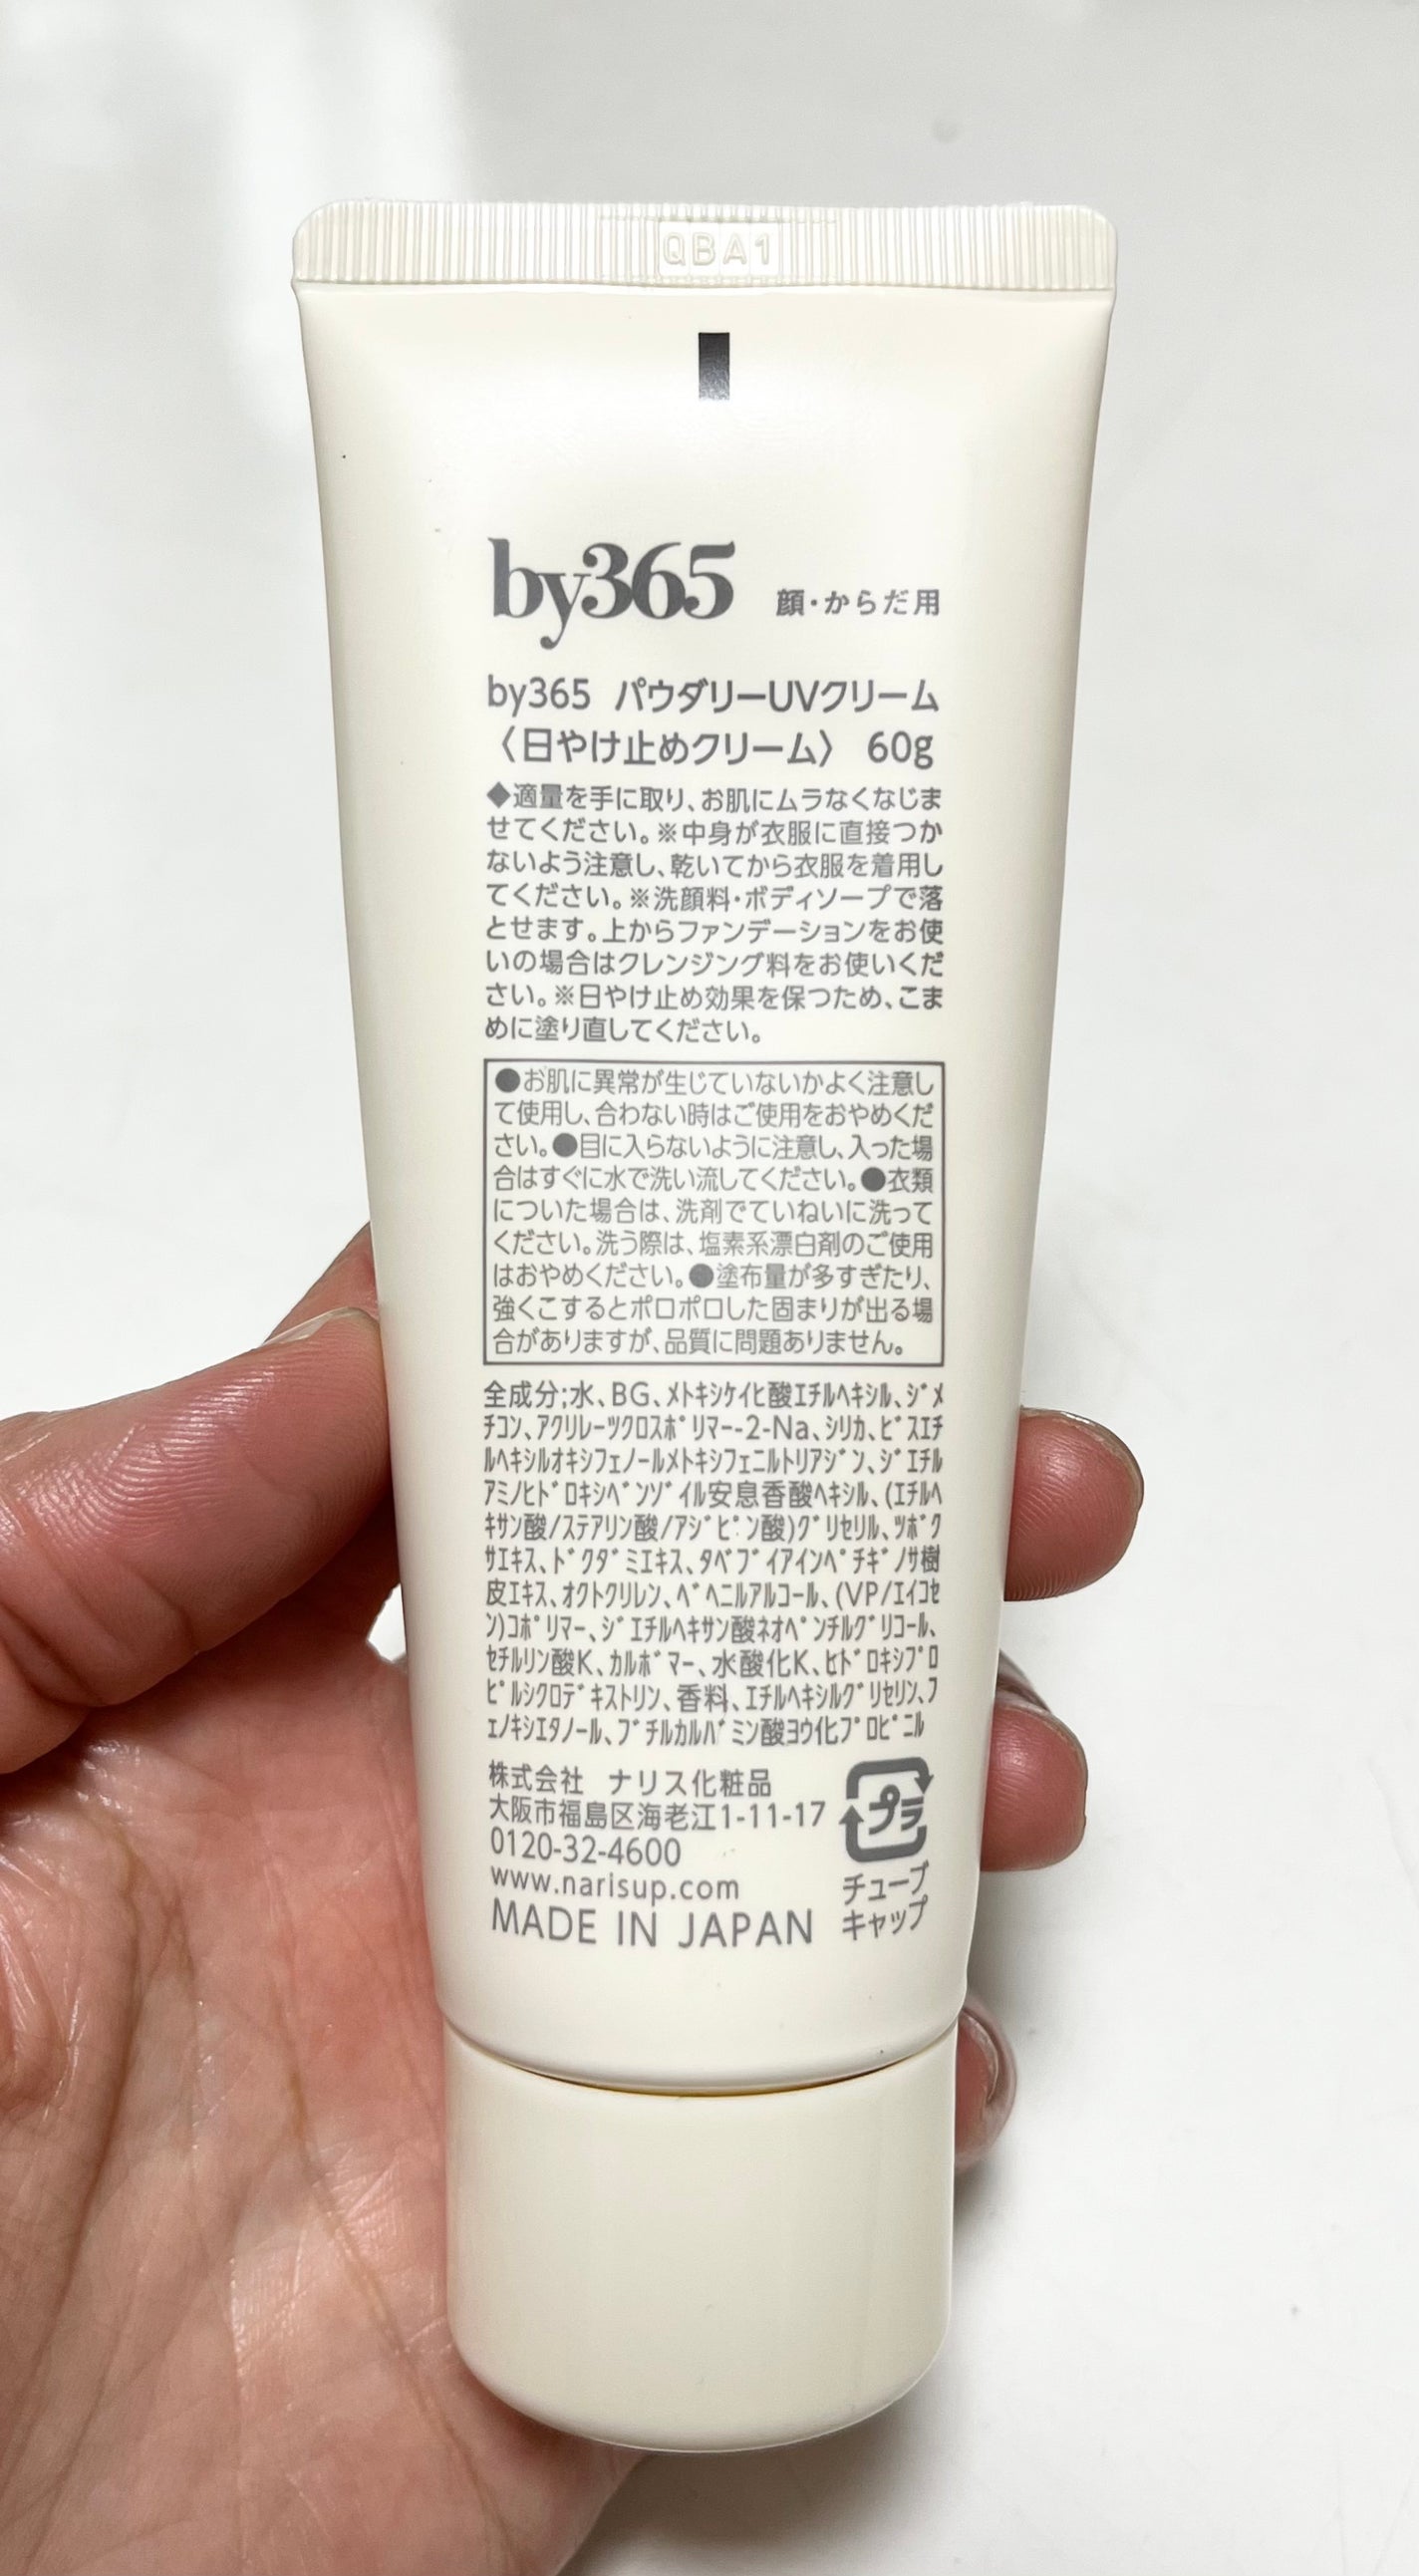 QBA1
by365 顔・からだ用
by365 パウダリーUVクリーム
〈日やけ止めクリーム〉 60g
◆適量を手に取り、お肌にムラなくなじま
せてください。※中身が衣服に直接つか
ないよう注意し、乾いてから衣服を着用し
てください。※洗顔料・ボディソープで落
とせます。上からファンデーションをお使
いの場合はクレンジング料をお使いくだ
さい。※日やけ止め効果を保つため、こま
めに塗り直してください。
●お肌に異常が生じていないかよく注意し
て使用し、合わない時はご使用をおやめくだ
さい。●目に入らないように注意し、入った場
合はすぐに水で洗い流してください。●衣類
についた場合は、洗剤でていねいに洗って
ください。洗う際は、塩素系漂白剤のご使用
はおやめください。●塗布量が多すぎたり、
強くこするとポロポロした固まりが出る場
合がありますが、品質に問題ありません。
全成分;水、BG、ﾒﾄｷｼｹｲﾋ酸ｴﾁﾙﾍｷｼﾙ、ｼﾞﾒ
ﾁｺﾝ、ｱｸﾘﾚｰﾂｸﾛｽﾎﾟﾘﾏｰ-2-Na、ｼﾘｶ、ﾋﾞｽｴﾁ
ﾙﾍｷｼﾙｵｷｼﾌｪﾉｰﾙﾒﾄｷｼﾌｪﾆﾙﾄﾘｱｼﾞﾝ、ｼﾞｴﾁﾙ
ｱﾐﾉﾋﾄﾞﾛｷｼﾍﾞﾝｿﾞｲﾙ安息香酸ﾍｷｼﾙ、(ｴﾁﾙﾍ
ｷｻﾝ酸/ｽﾃｱﾘﾝ酸/ｱｼﾞﾋﾟﾝ酸)ｸﾞﾘｾﾘﾙ、ﾂﾎﾞｸ
ｻｴｷｽ、ﾄﾞｸﾀﾞﾐｴｷｽ、ﾀﾍﾞﾌﾞｲｱｲﾝﾍﾟﾁｷﾞﾉｻ樹
皮ｴｷｽ、ｵｸﾄｸﾘﾚﾝ、ﾍﾞﾍﾆﾙｱﾙｺｰﾙ、(VP/ｴｲｺｾ
ﾝ)ｺﾎﾟﾘﾏｰ、ｼﾞｴﾁﾙﾍｷｻﾝ酸ﾈｵﾍﾟﾝﾁﾙｸﾞﾘｺｰﾙ、
ｾﾁﾙﾘﾝ酸K、ｶﾙﾎﾞﾏｰ、水酸化K、ﾋﾄﾞﾛｷｼﾌﾟﾛ
ﾋﾟﾙｼｸﾛﾃﾞｷｽﾄﾘﾝ、香料、ｴﾁﾙﾍｷｼﾙｸﾞﾘｾﾘﾝ、ﾌ
ｪﾉｷｼｴﾀﾉｰﾙ、ﾌﾞﾁﾙｶﾙﾊﾞﾐﾝ酸ﾖｳ化ﾌﾟﾛﾋﾟﾆﾙ
株式会社 ナリス化粧品
大阪市福島区海老江1-11-17
0120-32-4600
www.narisup.com
MADE IN JAPAN
プラ
チューブ
キャップ